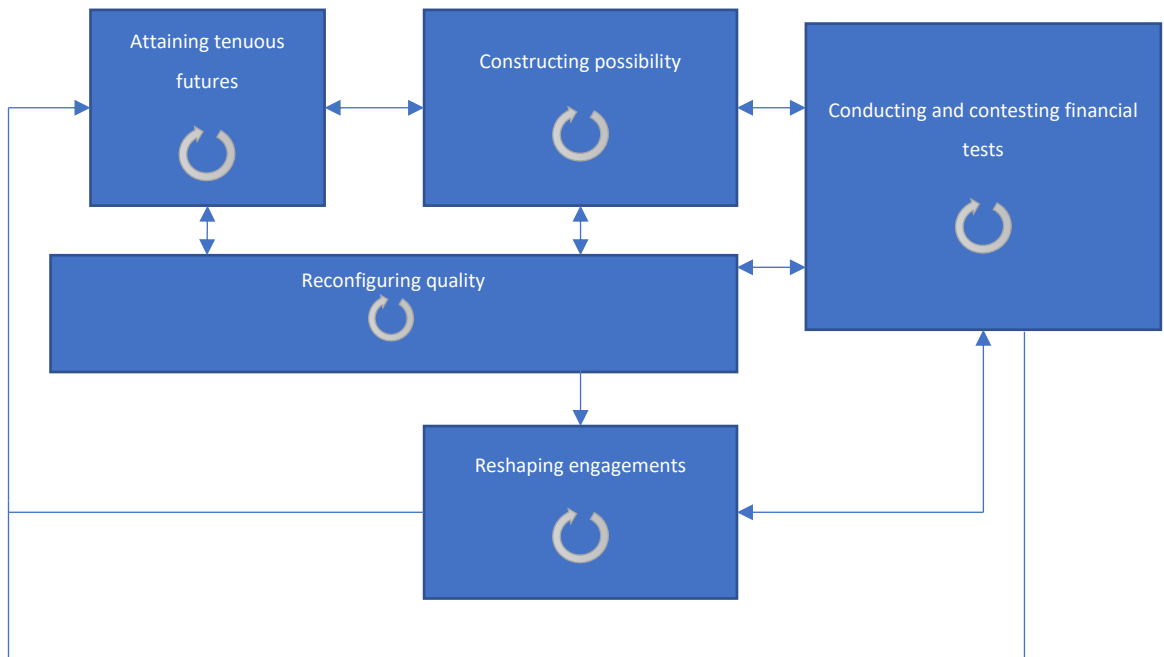 Attaining tenuous
futures
Constructing possibility
Conducting and contesting financial
tests
Reconfiguring quality
Reshaping engagements